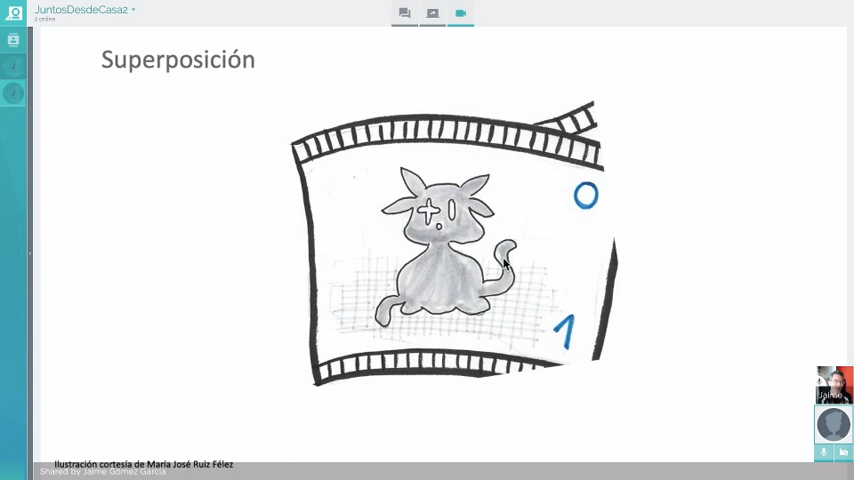 JuntosDesdeCasa2
2 online
Superposición
0
1
Jaime
Ilustración cortesía de María José Ruiz Félez
Shared by Jaime Gómez García